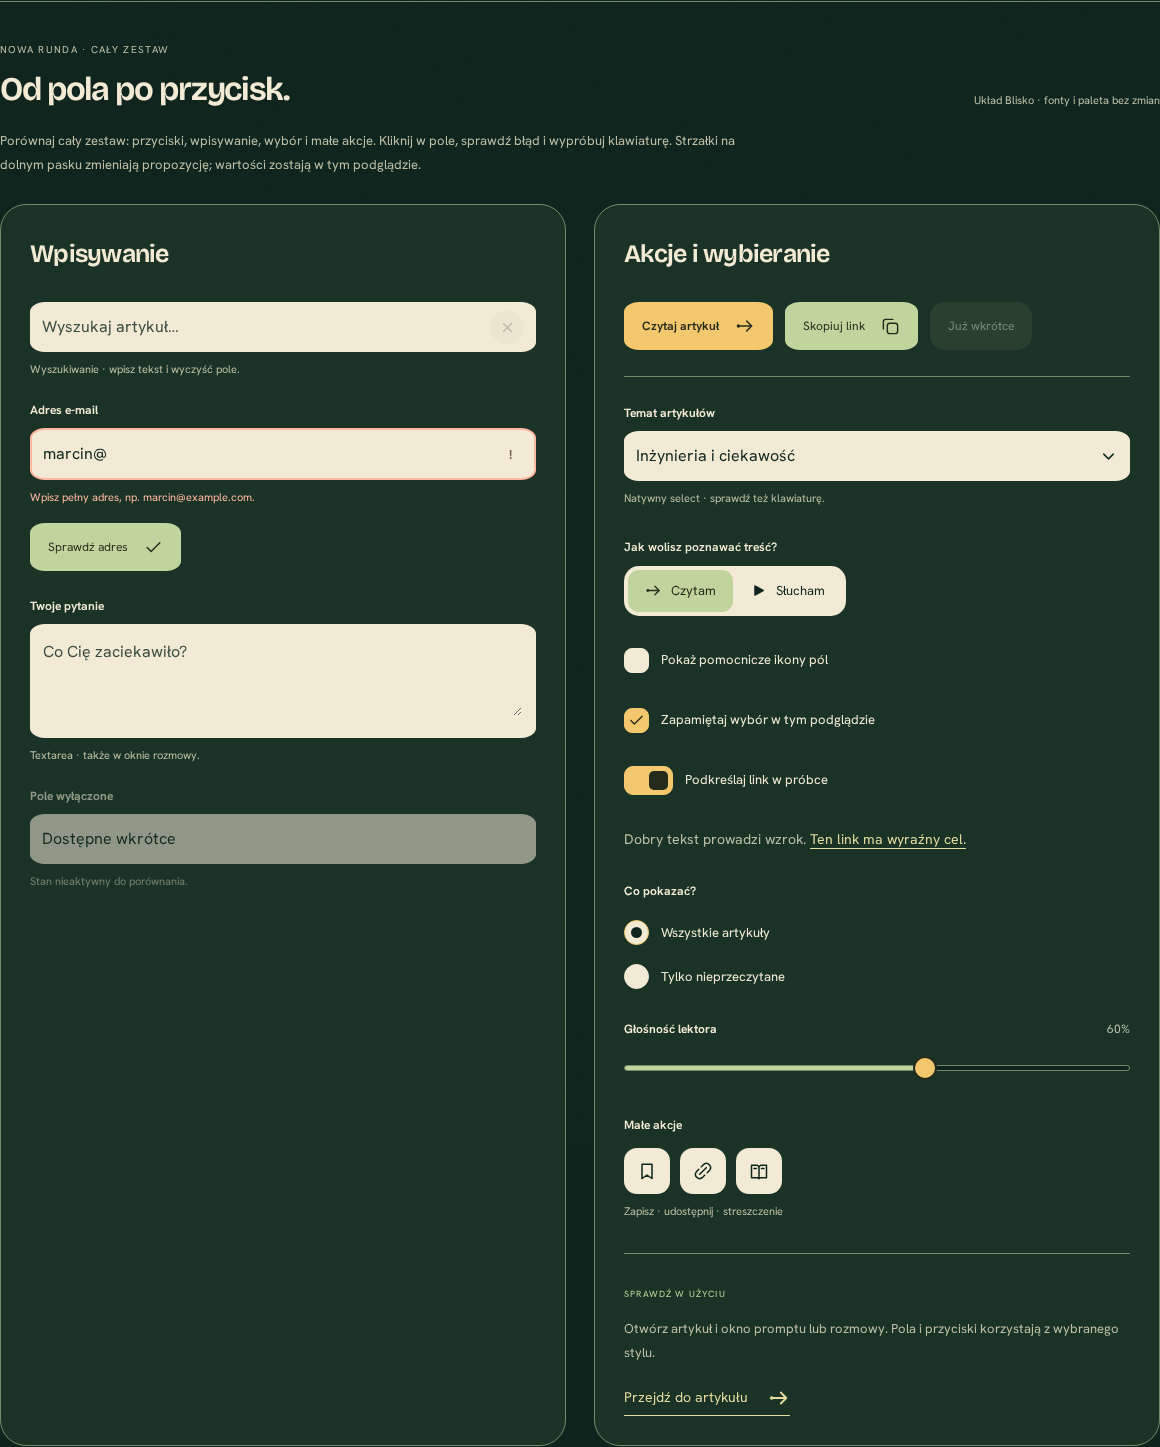 NOWA RUNDA · CAŁY ZESTAW
Od pola po przycisk.
Układ Blisko · fonty i paleta bez zmian
Porównaj cały zestaw: przyciski, wpisywanie, wybór i małe akcje. Kliknij w pole, sprawdź błąd i wypróbuj klawiaturę. Strzałki na
dolnym pasku zmieniają propozycję; wartości zostają w tym podglądzie.
Wpisywanie
Wyszukaj artykuł…
Wyszukiwanie · wpisz tekst i wyczyść pole.
Adres e-mail
marcin@
!
Wpisz pełny adres, np. marcin@example.com.
Sprawdź adres
Twoje pytanie
Co Cię zaciekawiło?
Textarea · także w oknie rozmowy.
Pole wyłączone
Dostępne wkrótce
Stan nieaktywny do porównania.
Akcje i wybieranie
Czytaj artykuł
Skopiuj link
Już wkrótce
Temat artykułów
Inżynieria i ciekawość
Natywny select · sprawdź też klawiaturę.
Jak wolisz poznawać treść?
Czytam
Słucham
Pokaż pomocnicze ikony pól
Zapamiętaj wybór w tym podglądzie
Podkreślaj link w próbce
Dobry tekst prowadzi wzrok. Ten link ma wyraźny cel.
Co pokazać?
Wszystkie artykuły
Tylko nieprzeczytane
Głośność lektora
60%
Małe akcje
Zapisz · udostępnij · streszczenie
SPRAWDŹ W UŻYCIU
Otwórz artykuł i okno promptu lub rozmowy. Pola i przyciski korzystają z wybranego
stylu.
Przejdź do artykułu